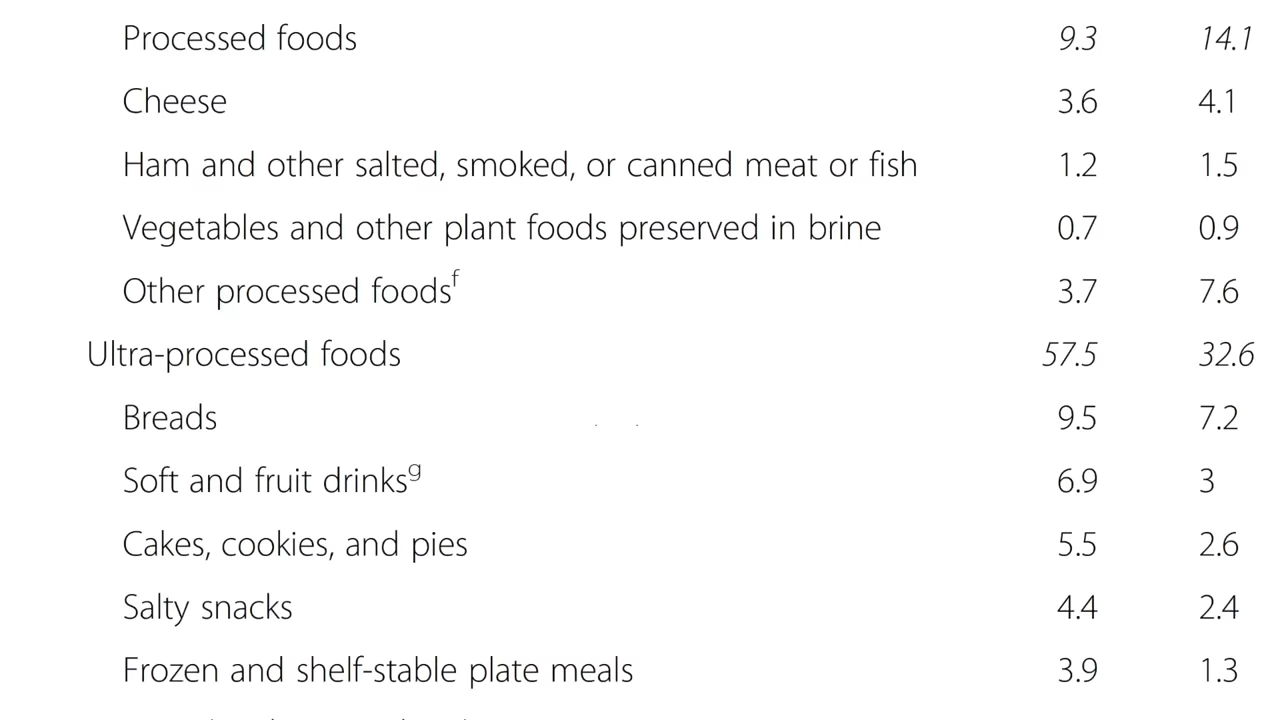 Processed foods 9.3 14.1
Cheese 3.6 4.1
Ham and other salted, smoked, or canned meat or fish 1.2 1.5
Vegetables and other plant foods preserved in brine 0.7 0.9
Other processed foodsᶠ 3.7 7.6
Ultra-processed foods 57.5 32.6
Breads 9.5 7.2
Soft and fruit drinksᵍ 6.9 3
Cakes, cookies, and pies 5.5 2.6
Salty snacks 4.4 2.4
Frozen and shelf-stable plate meals 3.9 1.3